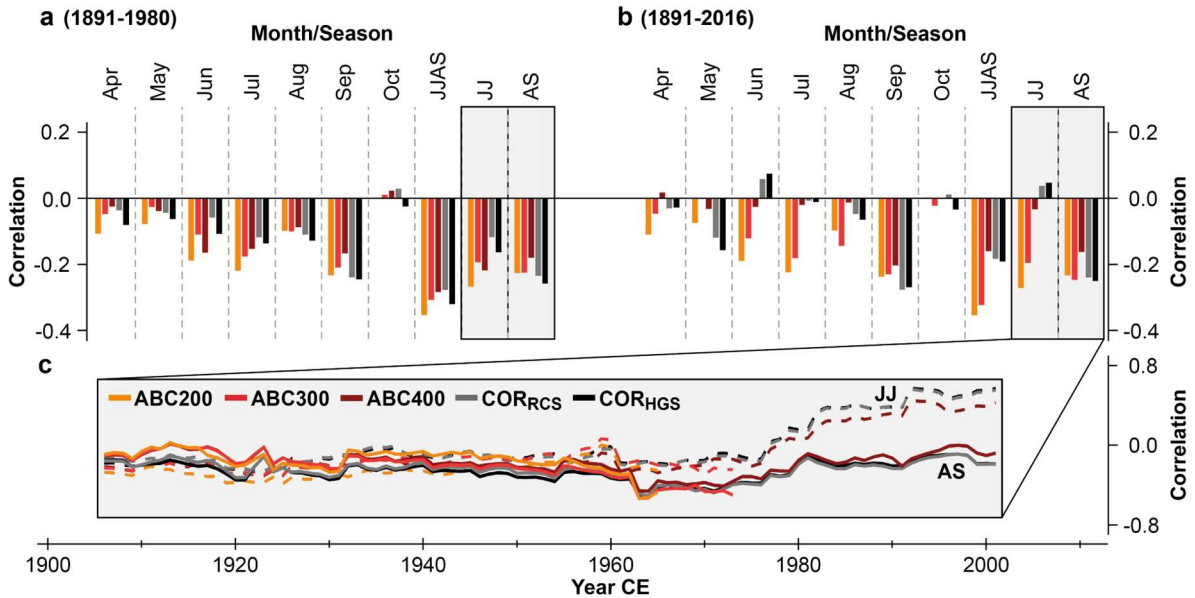 a (1891-1980)
Month/Season
Apr May Jun Jul Aug Sep Oct JJAS JJ AS
Correlation
0.2
0.0
-0.2
-0.4
b (1891-2016)
Month/Season
Apr May Jun Jul Aug Sep Oct JJAS JJ AS
0.2
0.0
-0.2
-0.4
Correlation
c
ABC200 ABC300 ABC400 CORRCS CORHGS
JJ
AS
0.8
0.0
-0.8
Correlation
1900 1920 1940 1960 1980 2000
Year CE